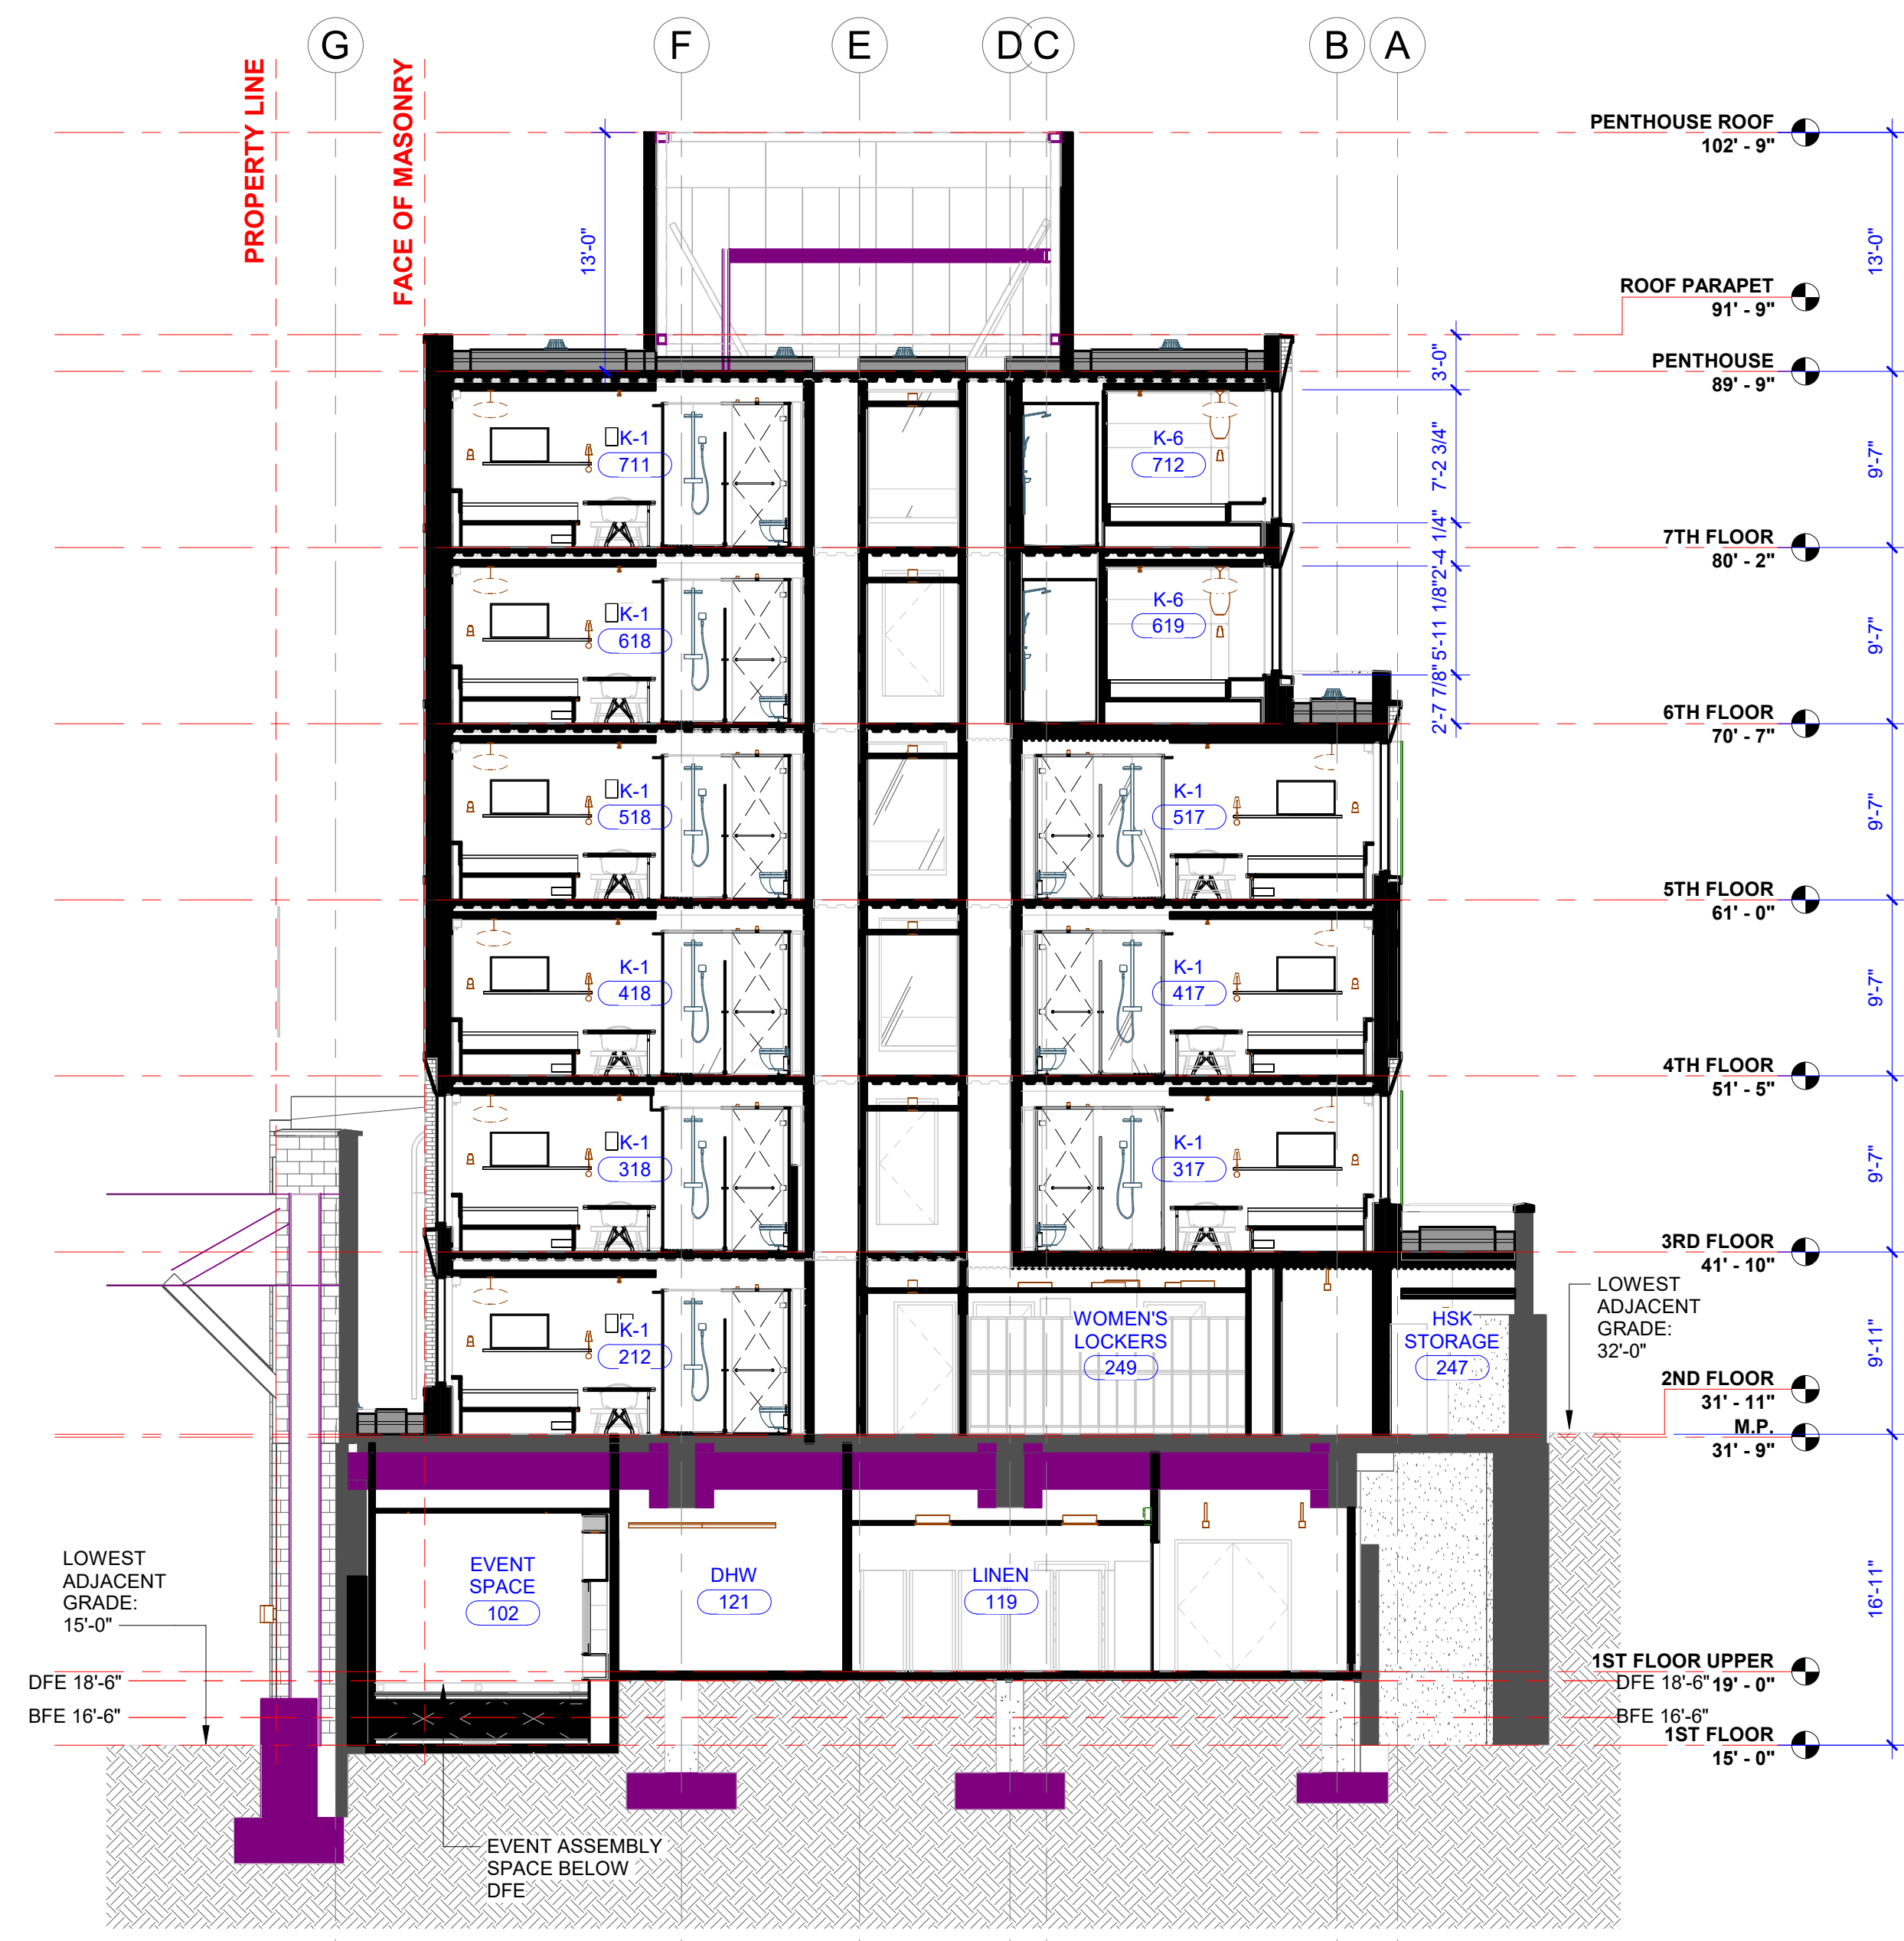 G
F
E
D
C
B
A
PROPERTY LINE
FACE OF MASONRY
PENTHOUSE ROOF
102' - 9"
13'-0"
13'-0"
ROOF PARAPET
91' - 9"
3'-0"
PENTHOUSE
89' - 9"
K-1
711
K-6
712
7'-2 3/4"
9'-7"
2'-4 1/4"
7TH FLOOR
80' - 2"
K-1
618
K-6
619
5'-11 1/8"
9'-7"
2'-7 7/8"
6TH FLOOR
70' - 7"
K-1
518
K-1
517
9'-7"
5TH FLOOR
61' - 0"
K-1
418
K-1
417
9'-7"
4TH FLOOR
51' - 5"
K-1
318
K-1
317
9'-7"
3RD FLOOR
41' - 10"
LOWEST
ADJACENT
GRADE:
32'-0"
K-1
212
WOMEN'S
LOCKERS
249
HSK
STORAGE
247
9'-11"
2ND FLOOR
31' - 11"
M.P.
31' - 9"
LOWEST
ADJACENT
GRADE:
15'-0"
EVENT
SPACE
102
DHW
121
LINEN
119
16'-11"
1ST FLOOR UPPER
19' - 0"
DFE 18'-6"
DFE 18'-6"
BFE 16'-6"
BFE 16'-6"
1ST FLOOR
15' - 0"
EVENT ASSEMBLY
SPACE BELOW
DFE